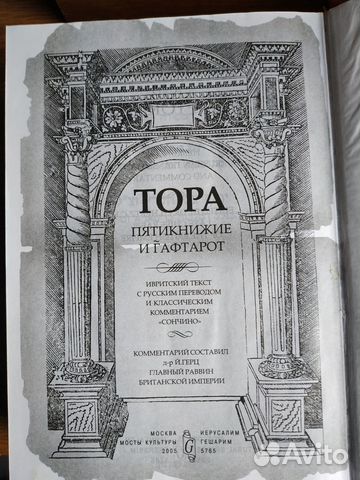 ТОРА
ПЯТИКНИЖИЕ
И ГАФТАРОТ
ИВРИТСКИЙ ТЕКСТ
С РУССКИМ ПЕРЕВОДОМ
И КЛАССИЧЕСКИМ
КОММЕНТАРИЕМ
«СОНЧИНО»
КОММЕНТАРИЙ СОСТАВИЛ
д-р Й.ГЕРЦ
ГЛАВНЫЙ РАВВИН
БРИТАНСКОЙ ИМПЕРИИ
МОСКВА ИЕРУСАЛИМ
МОСТЫ КУЛЬТУРЫ G ГЕШАРИМ
2005 5765
Avito